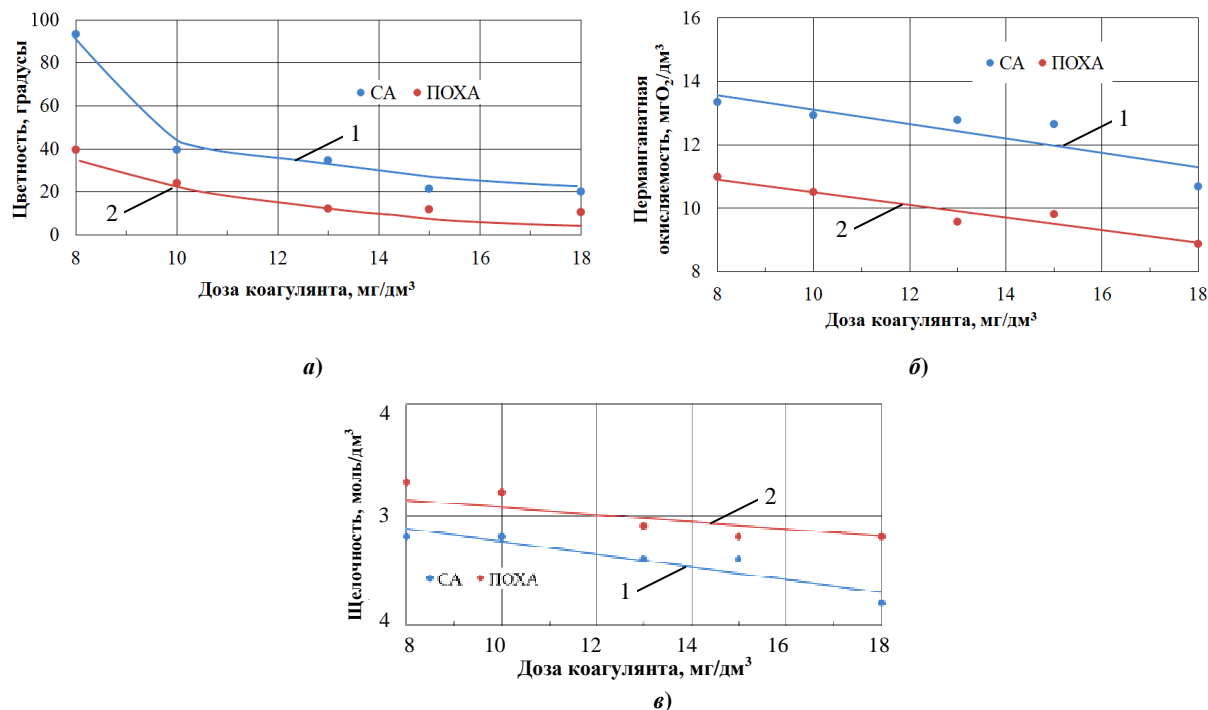 100
80
60
40
20
0
Цветность, градусы
СА ПОХА
1
2
8 10 12 14 16 18
Доза коагулянта, мг/дм³
а)
16
14
12
10
8
Перманганатная
окисляемость, мгО₂/дм³
СА ПОХА
1
2
8 10 12 14 16 18
Доза коагулянта, мг/дм³
б)
4
3
4
Щелочность, моль/дм³
2
СА ПОХА
1
8 10 12 14 16 18
Доза коагулянта, мг/дм³
в)